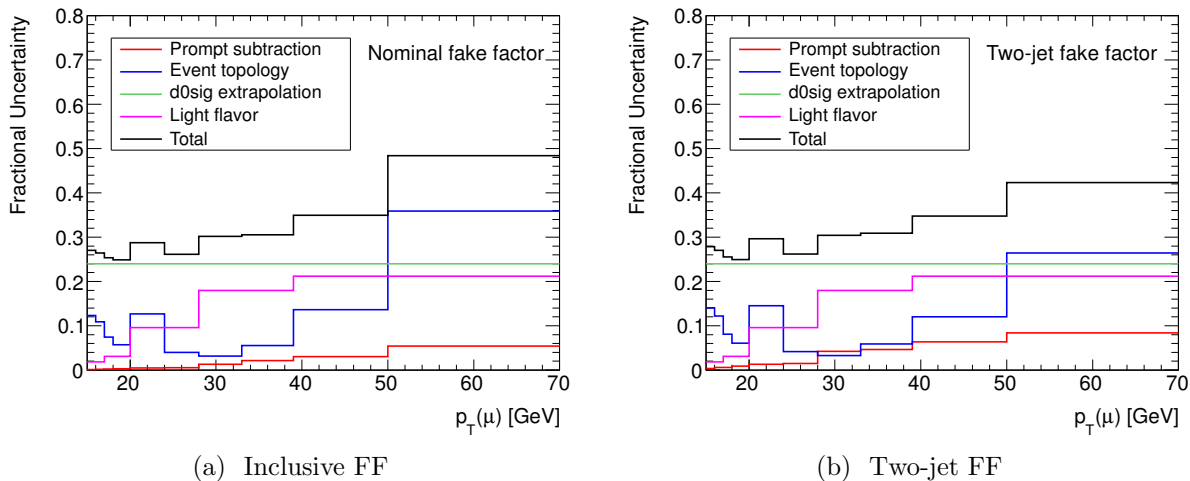 Fractional Uncertainty
0.8
0.7
0.6
0.5
0.4
0.3
0.2
0.1
0
Prompt subtraction
Event topology
d0sig extrapolation
Light flavor
Total
Nominal fake factor
20 30 40 50 60 70
p_T(μ) [GeV]
(a) Inclusive FF
Fractional Uncertainty
0.8
0.7
0.6
0.5
0.4
0.3
0.2
0.1
0
Prompt subtraction
Event topology
d0sig extrapolation
Light flavor
Total
Two-jet fake factor
20 30 40 50 60 70
p_T(μ) [GeV]
(b) Two-jet FF